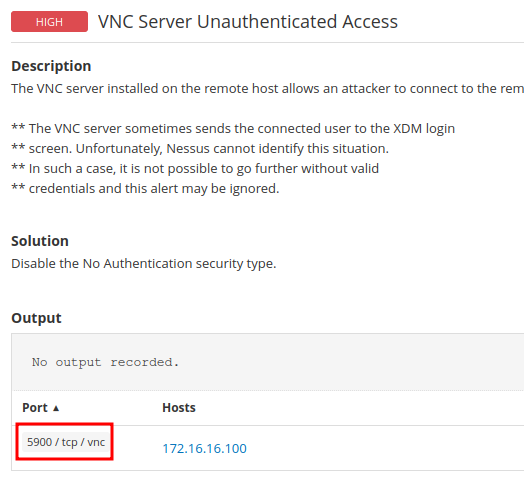 HIGH VNC Server Unauthenticated Access
Description
The VNC server installed on the remote host allows an attacker to connect to the rem
** The VNC server sometimes sends the connected user to the XDM login
** screen. Unfortunately, Nessus cannot identify this situation.
** In such a case, it is not possible to go further without valid
** credentials and this alert may be ignored.
Solution
Disable the No Authentication security type.
Output
No output recorded.
Port ▲ Hosts
5900 / tcp / vnc 172.16.16.100